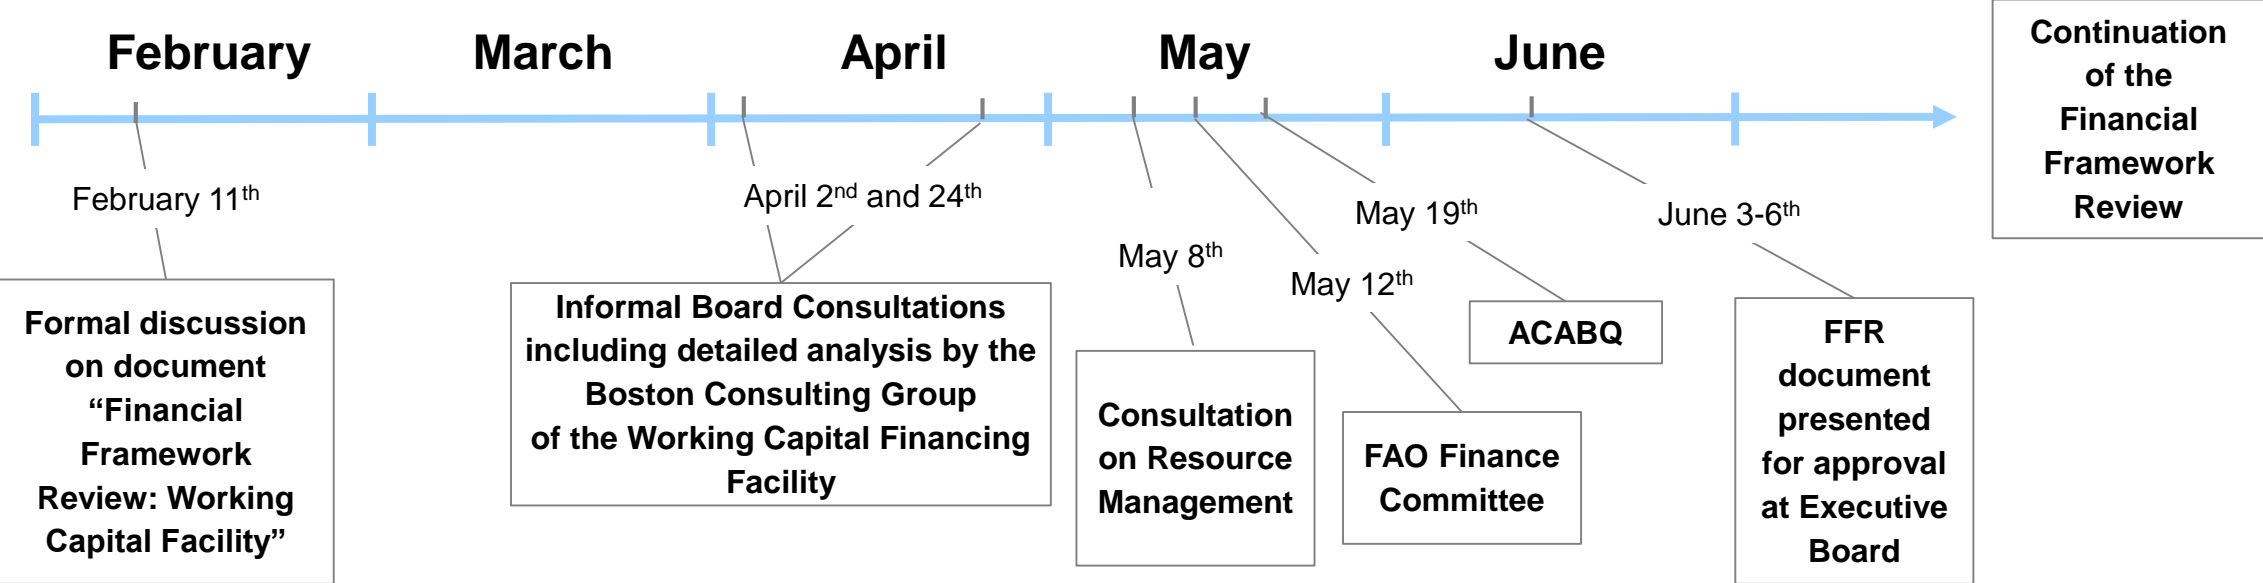 February
March
April
May
June
Continuation
of the
Financial
Framework
Review
February 11th
April 2nd and 24th
May 8th
May 12th
May 19th
June 3-6th
Formal discussion
on document
“Financial
Framework
Review: Working
Capital Facility”
Informal Board Consultations
including detailed analysis by the
Boston Consulting Group
of the Working Capital Financing
Facility
Consultation
on Resource
Management
FAO Finance
Committee
ACABQ
FFR
document
presented
for approval
at Executive
Board